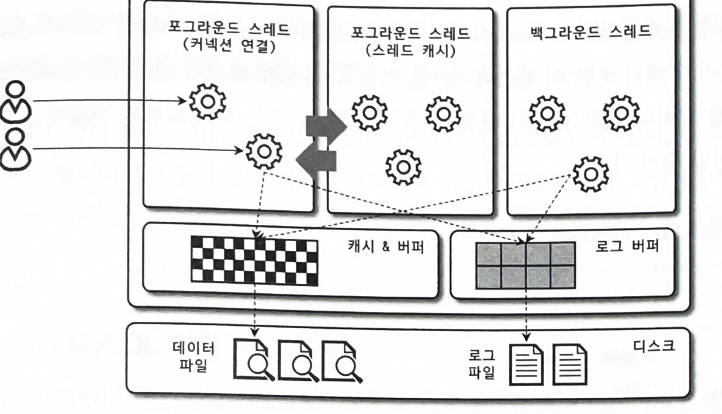 포그라운드 스레드
(커넥션 연결)
포그라운드 스레드
(스레드 캐시)
백그라운드 스레드
캐시 & 버퍼
로그 버퍼
데이터
파일
로그
파일
디스크